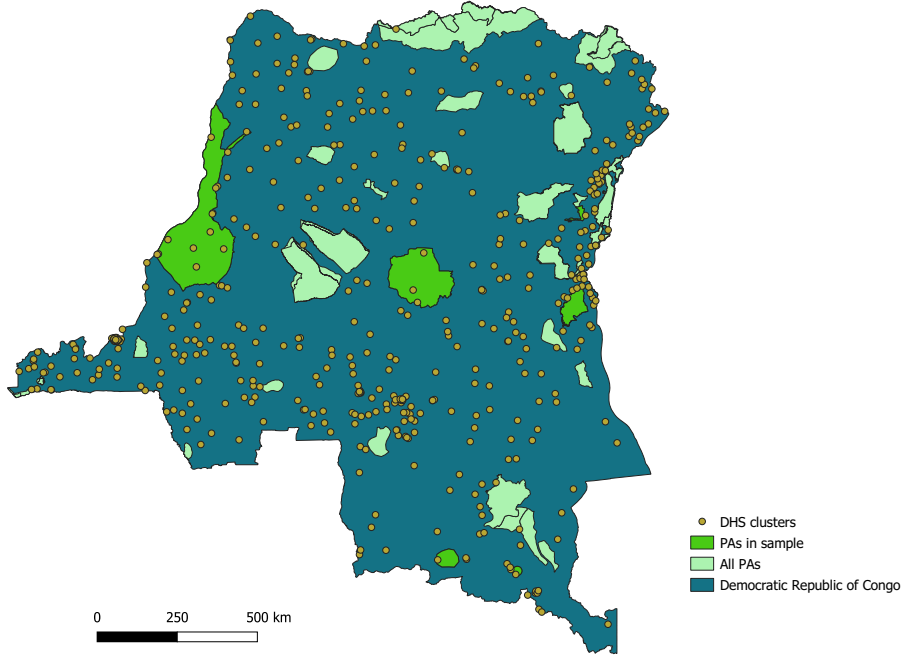 DHS clusters
PAs in sample
All PAs
Democratic Republic of Congo
0 250 500 km